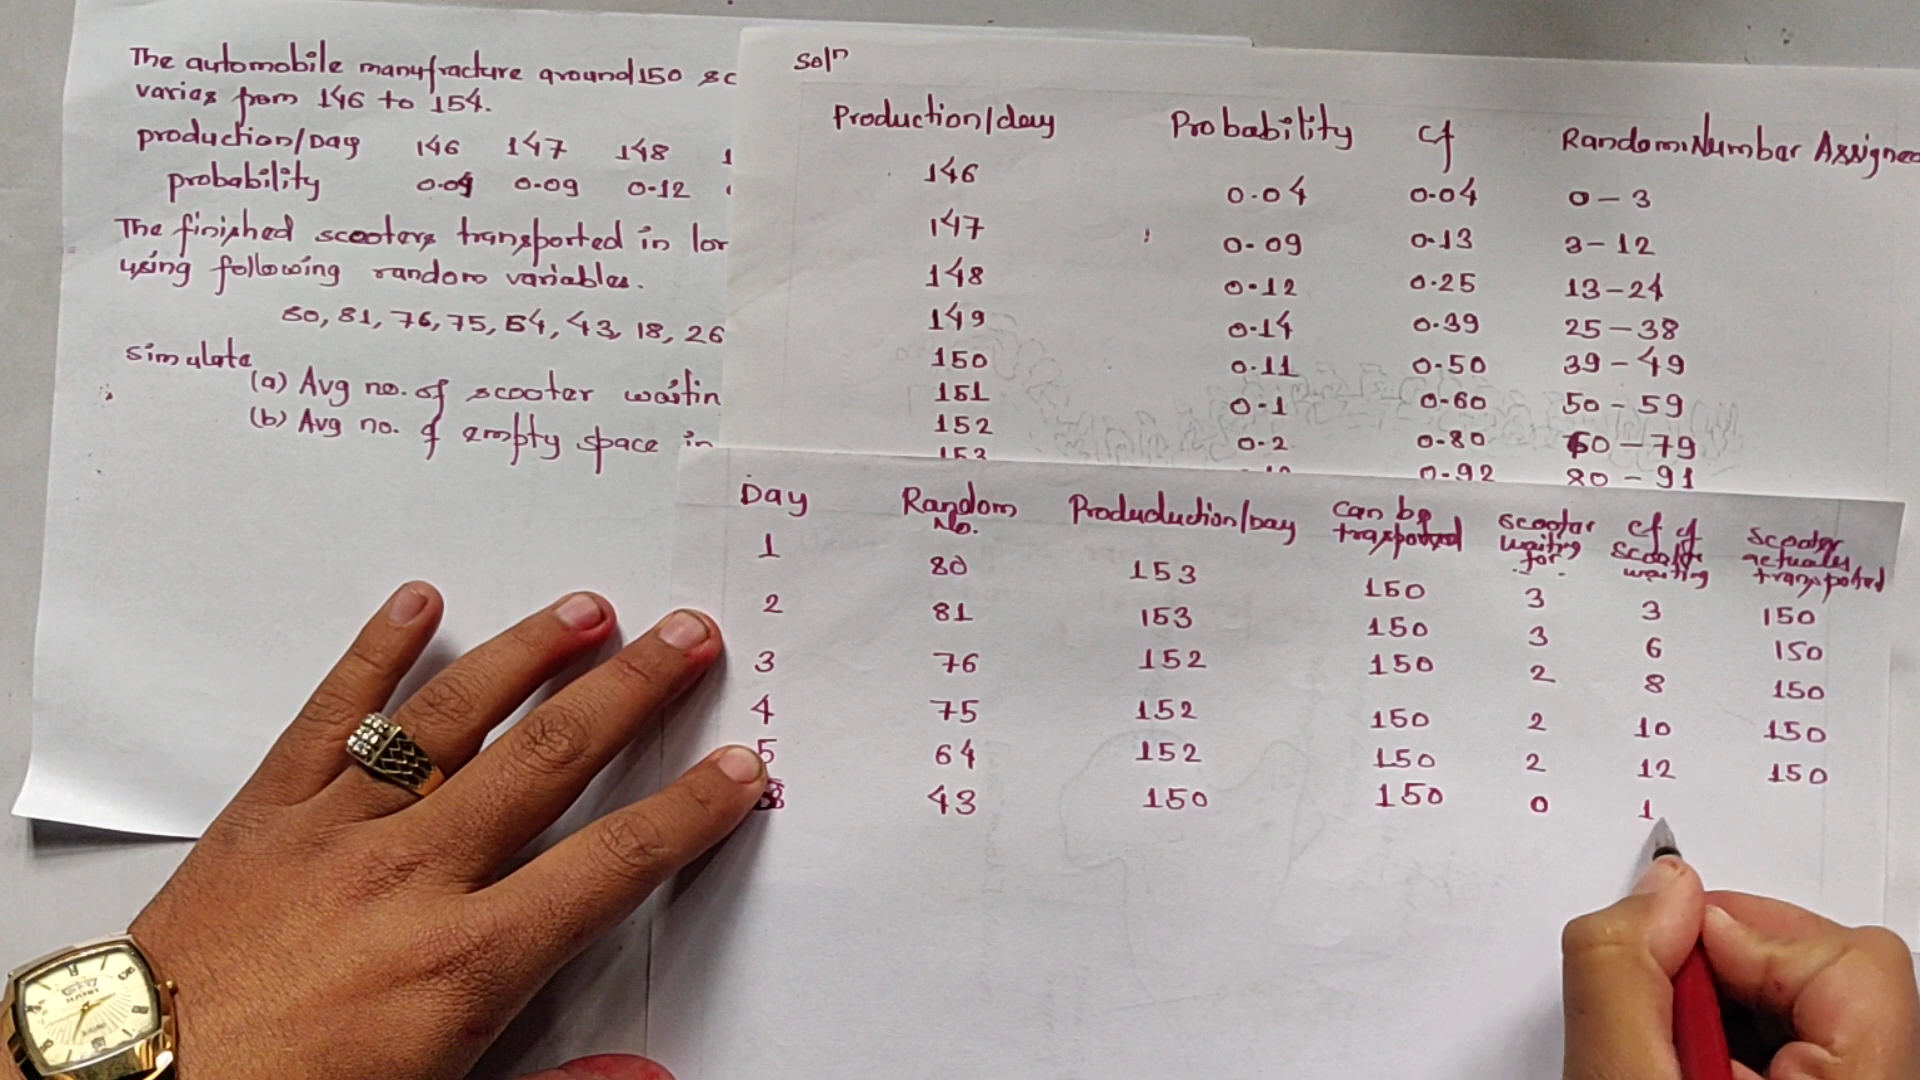 The automobile manyfracture around 150 sc
varies from 146 to 154.
production/Day 146 147 148 1
probability 0.04 0.09 0.12
The finished scooters transported in lor
using following random variables.
80, 81, 76, 75, 54, 43, 18, 26
simulate
(a) Avg no. of scooter waitin
(b) Avg no. of empty space in
Soln
Production/day Probability cf Random Number Assigned
146 0.04 0.04 0-3
147 0.09 0.13 3-12
148 0.12 0.25 13-24
149 0.14 0.39 25-38
150 0.11 0.50 39-49
151 0.1 0.60 50-59
152 0.2 0.80 60-79
153 0.92 80-91
Day Random No. Produduction/Day can be trasported scooter waiting for cf of scooter waiting scooter actually transported
1 80 153 150 3 3 150
2 81 153 150 3 6 150
3 76 152 150 2 8 150
4 75 152 150 2 10 150
5 64 152 150 2 12 150
43 150 150 0 1